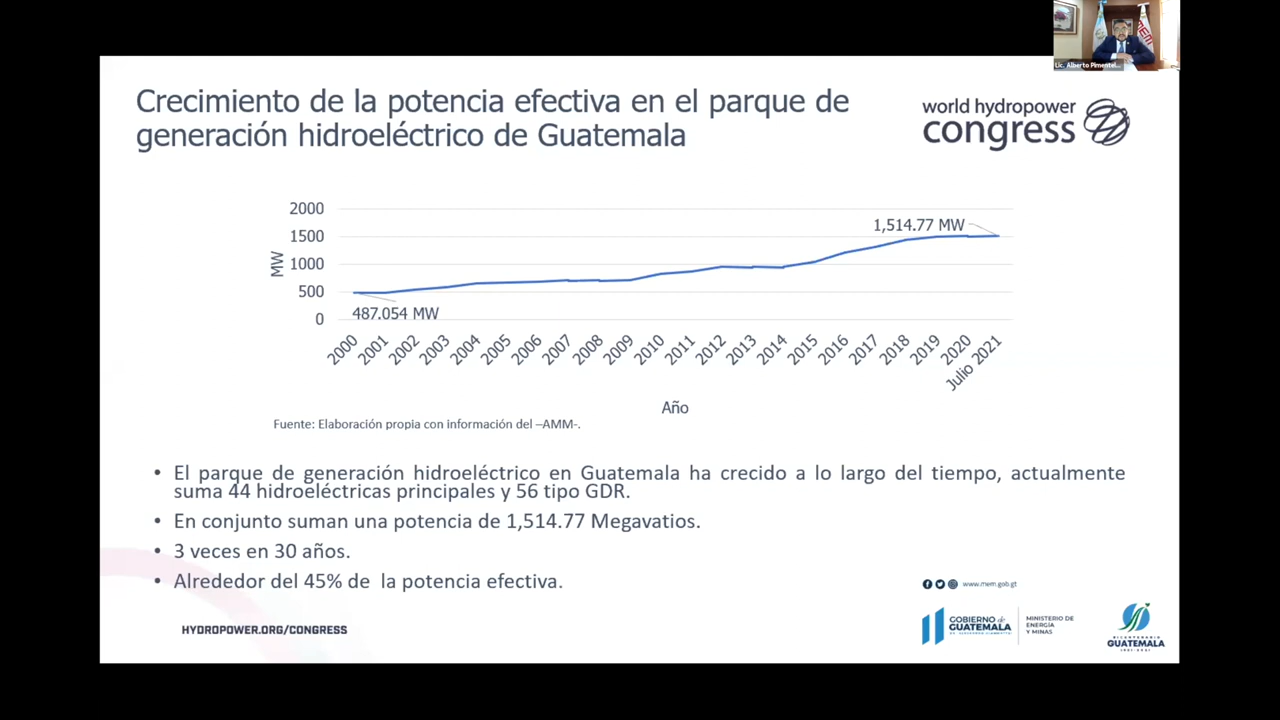 Lic. Alberto Pimentel...
Crecimiento de la potencia efectiva en el parque de
generación hidroeléctrico de Guatemala
world hydropower
congress
2000
1500
1000
500
0
MW
1,514.77 MW
487.054 MW
2000
2001
2002
2003
2004
2005
2006
2007
2008
2009
2010
2011
2012
2013
2014
2015
2016
2017
2018
2019
2020
Julio 2021
Año
Fuente: Elaboración propia con información del –AMM-.
• El parque de generación hidroeléctrico en Guatemala ha crecido a lo largo del tiempo, actualmente
suma 44 hidroeléctricas principales y 56 tipo GDR.
• En conjunto suman una potencia de 1,514.77 Megavatios.
• 3 veces en 30 años.
• Alrededor del 45% de la potencia efectiva.
www.mem.gob.gt
HYDROPOWER.ORG/CONGRESS
GOBIERNO de
GUATEMALA
MINISTERIO DE
ENERGÍA
Y MINAS
BICENTENARIO
GUATEMALA